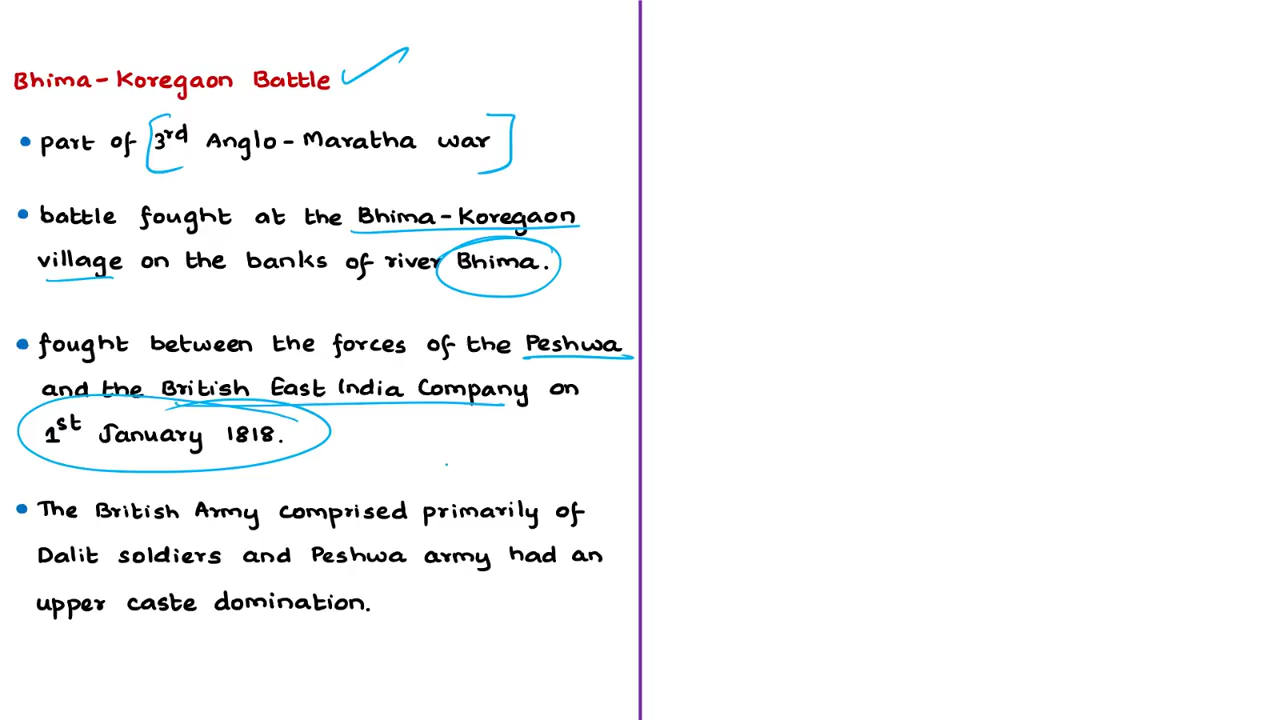 Bhima-Koregaon Battle
• part of 3rd Anglo-Maratha war
• battle fought at the Bhima-Koregaon
village on the banks of river Bhima.
• fought between the forces of the Peshwa
and the British East India Company on
1st January 1818.
• The British Army comprised primarily of
Dalit soldiers and Peshwa army had an
upper caste domination.